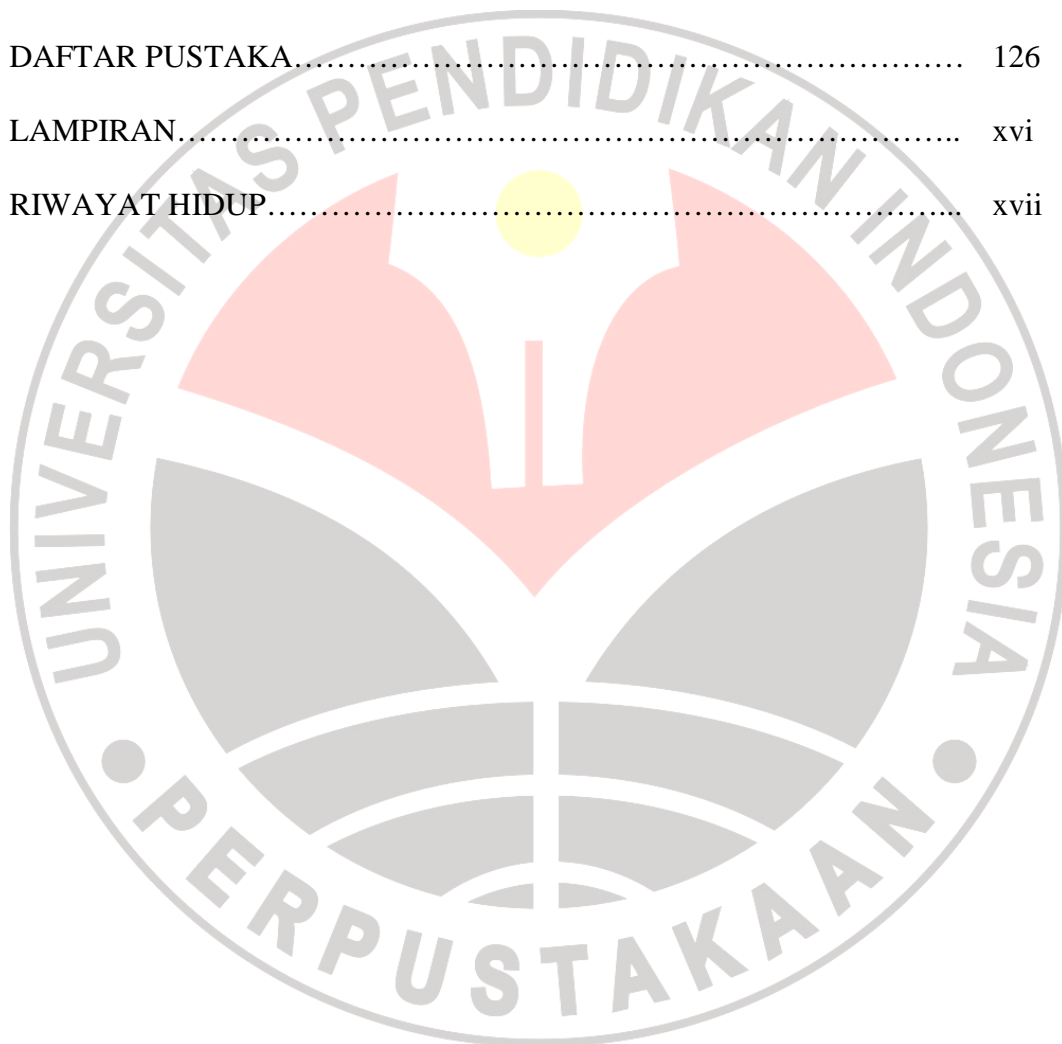 DAFTAR PUSTAKA……………………………………………………… 126
LAMPIRAN……………………………………………………………….. xvi
RIWAYAT HIDUP………………………………………………………... xvii
UNIVERSITAS PENDIDIKAN INDONESIA
PERPUSTAKAAN